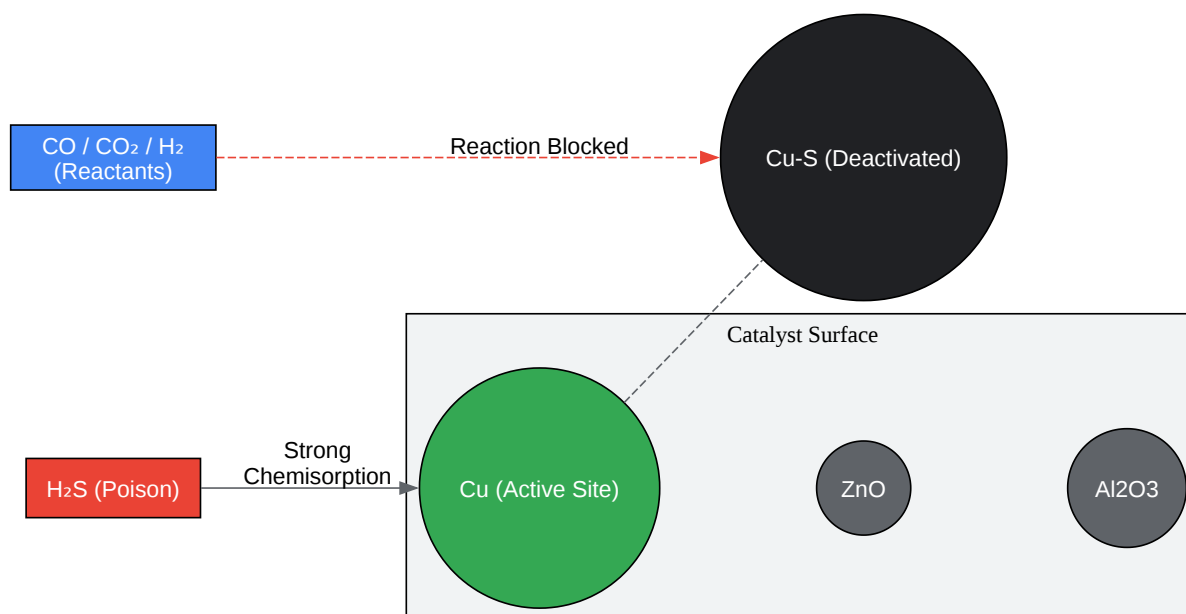 CO / CO₂ / H₂
(Reactants)
Reaction Blocked
Cu-S (Deactivated)
Catalyst Surface
H₂S (Poison)
Strong
Chemisorption
Cu (Active Site)
ZnO
Al2O3